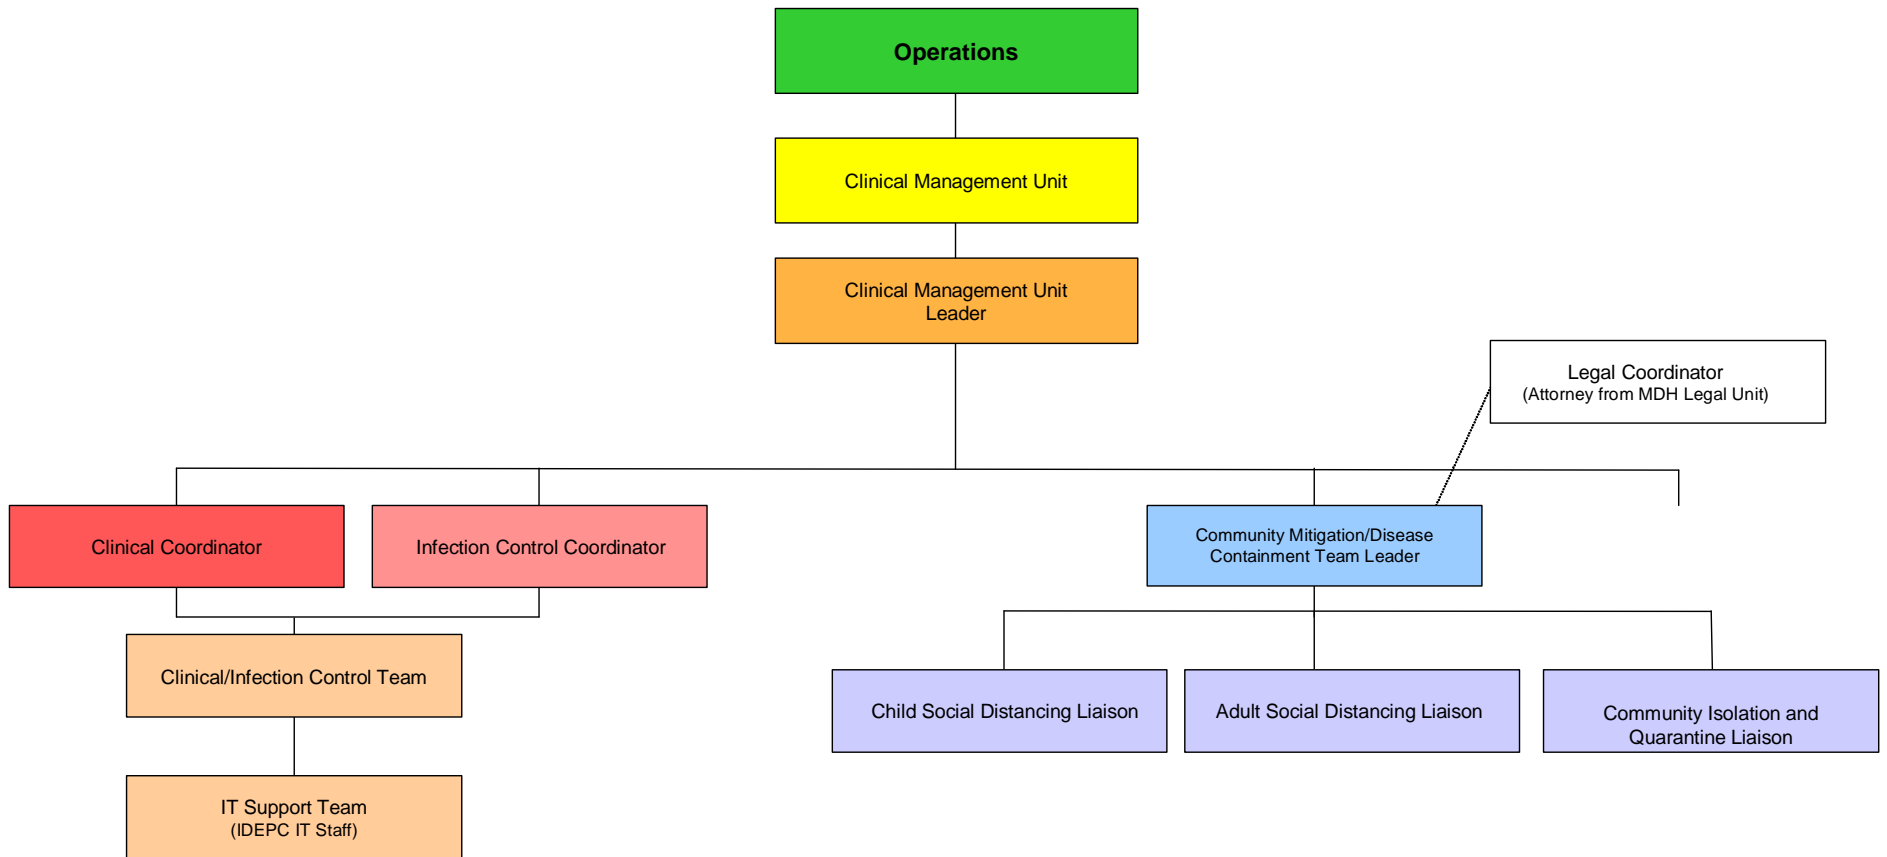 Operations
Clinical Management Unit
Clinical Management Unit
Leader
Legal Coordinator
(Attorney from MDH Legal Unit)
Clinical Coordinator
Infection Control Coordinator
Community Mitigation/Disease
Containment Team Leader
Clinical/Infection Control Team
Child Social Distancing Liaison
Adult Social Distancing Liaison
Community Isolation and
Quarantine Liaison
IT Support Team
(IDEPC IT Staff)